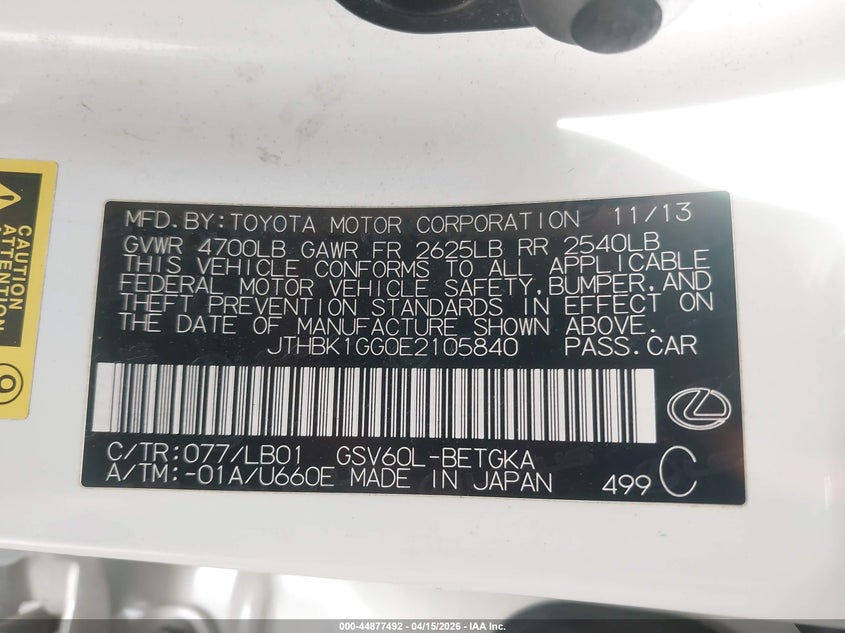 CAUTION
ATTENTION
MFD.BY:TOYOTA MOTOR CORPORATION 11/13
GVWR 4700LB GAWR FR 2625LB RR 2540LB
THIS VEHICLE CONFORMS TO ALL APPLICABLE
FEDERAL MOTOR VEHICLE SAFETY,BUMPER,AND
THEFT PREVENTION STANDARDS IN EFFECT ON
THE DATE OF MANUFACTURE SHOWN ABOVE.
JTHBK1GG0E2105840 PASS.CAR
C/TR:077/LB01 GSV60L-BETGKA
A/TM:-01A/U660E MADE IN JAPAN 499 C
000-44877492 - 04/15/2026 - IAA Inc.